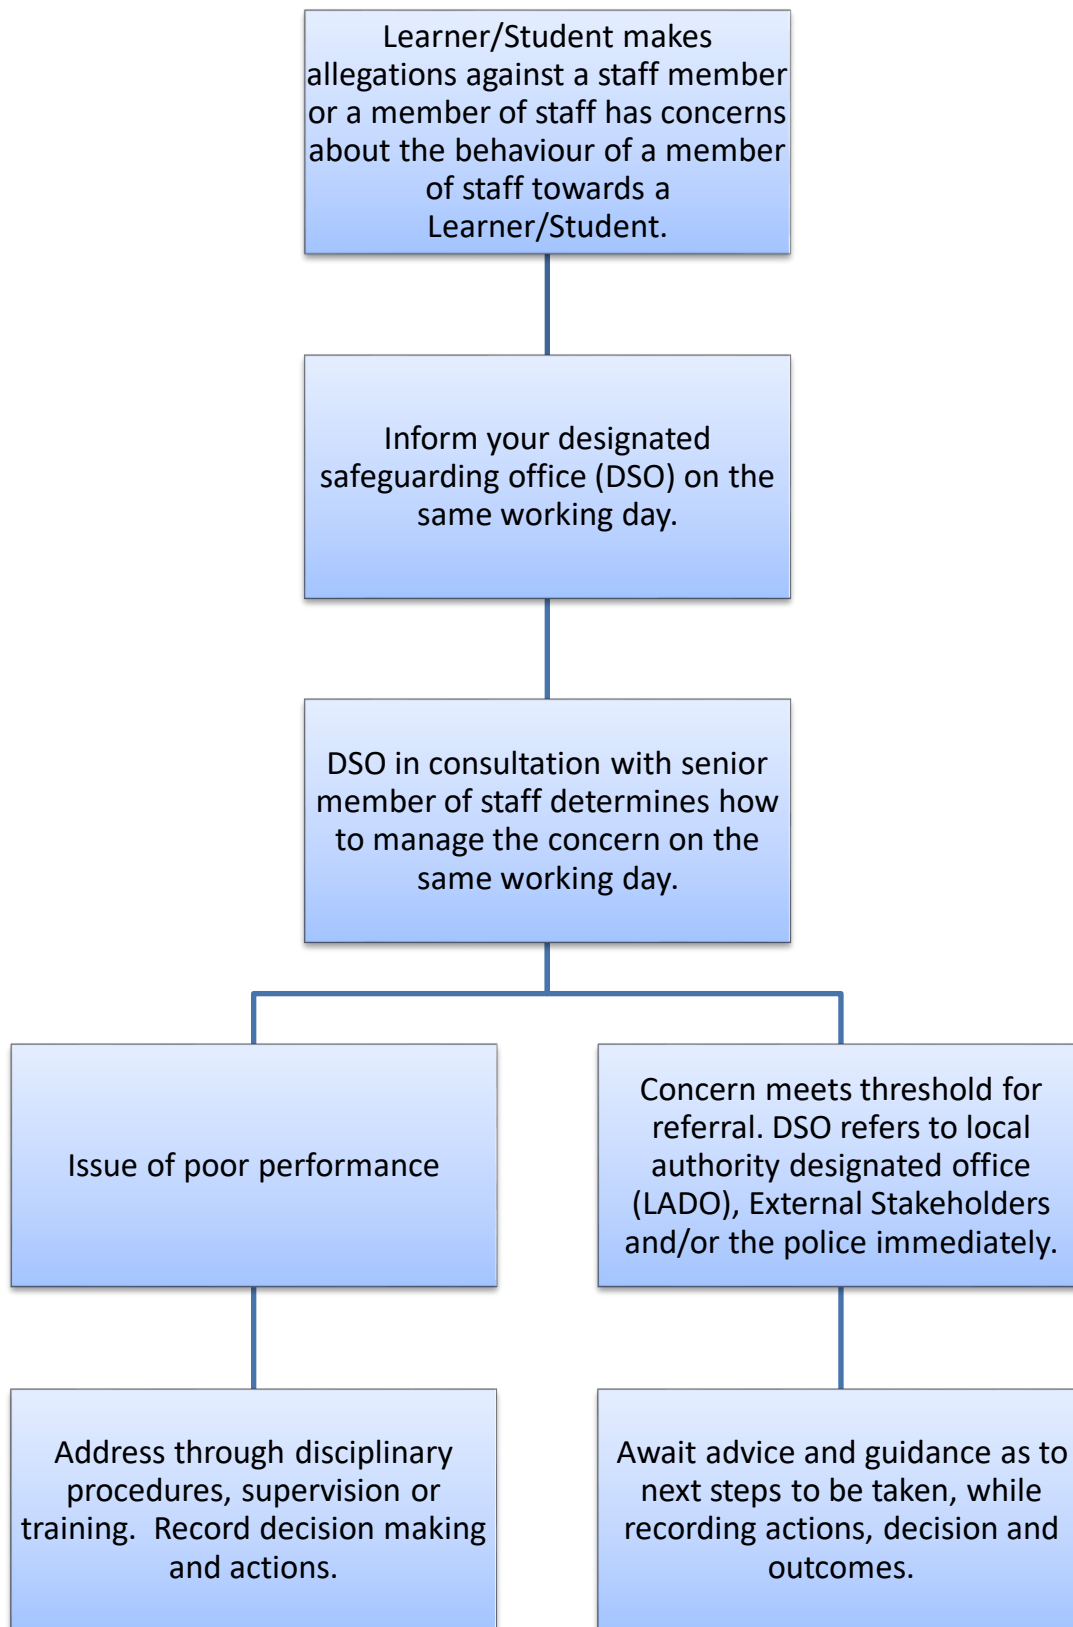 Learner/Student makes
allegations against a staff member
or a member of staff has concerns
about the behaviour of a member
of staff towards a
Learner/Student.
Inform your designated
safeguarding office (DSO) on the
same working day.
DSO in consultation with senior
member of staff determines how
to manage the concern on the
same working day.
Issue of poor performance
Concern meets threshold for
referral. DSO refers to local
authority designated office
(LADO), External Stakeholders
and/or the police immediately.
Address through disciplinary
procedures, supervision or
training.  Record decision making
and actions.
Await advice and guidance as to
next steps to be taken, while
recording actions, decision and
outcomes.